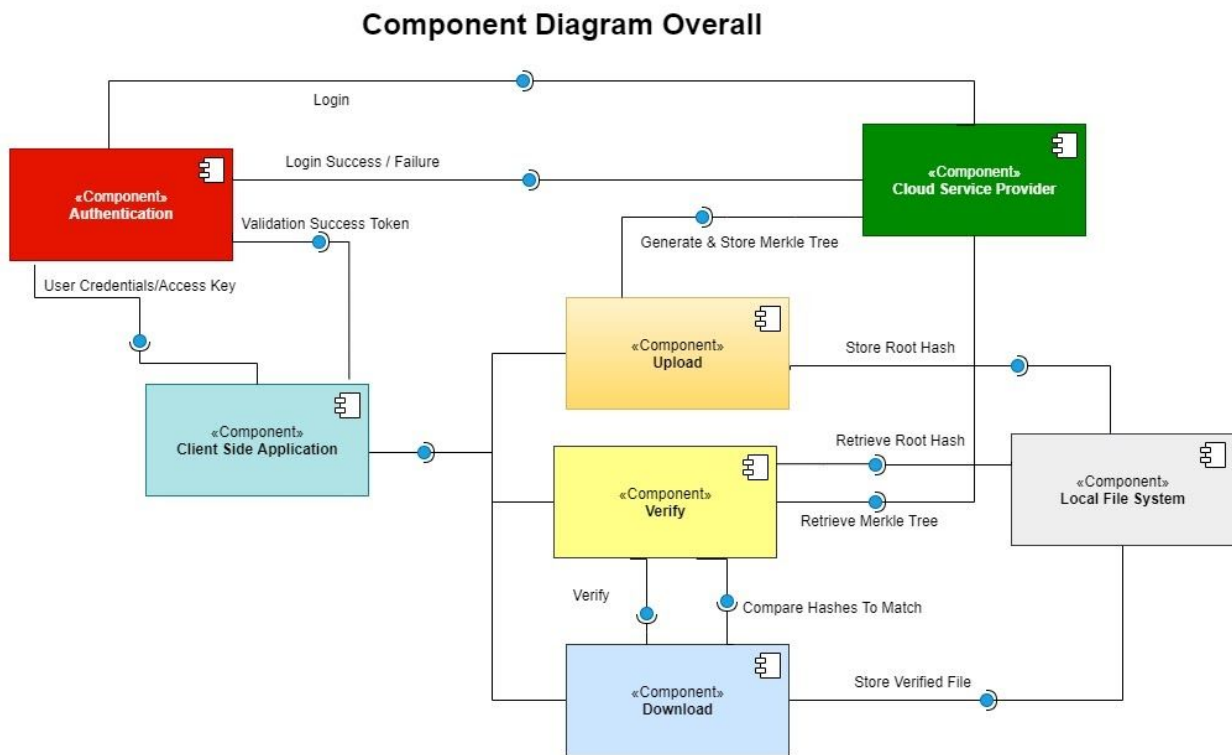 Component Diagram Overall
Login
«Component»
Authentication
Login Success / Failure
«Component»
Cloud Service Provider
Validation Success Token
Generate & Store Merkle Tree
User Credentials/Access Key
«Component»
Upload
Store Root Hash
«Component»
Client Side Application
Retrieve Root Hash
«Component»
Verify
«Component»
Local File System
Retrieve Merkle Tree
Verify
Compare Hashes To Match
«Component»
Download
Store Verified File